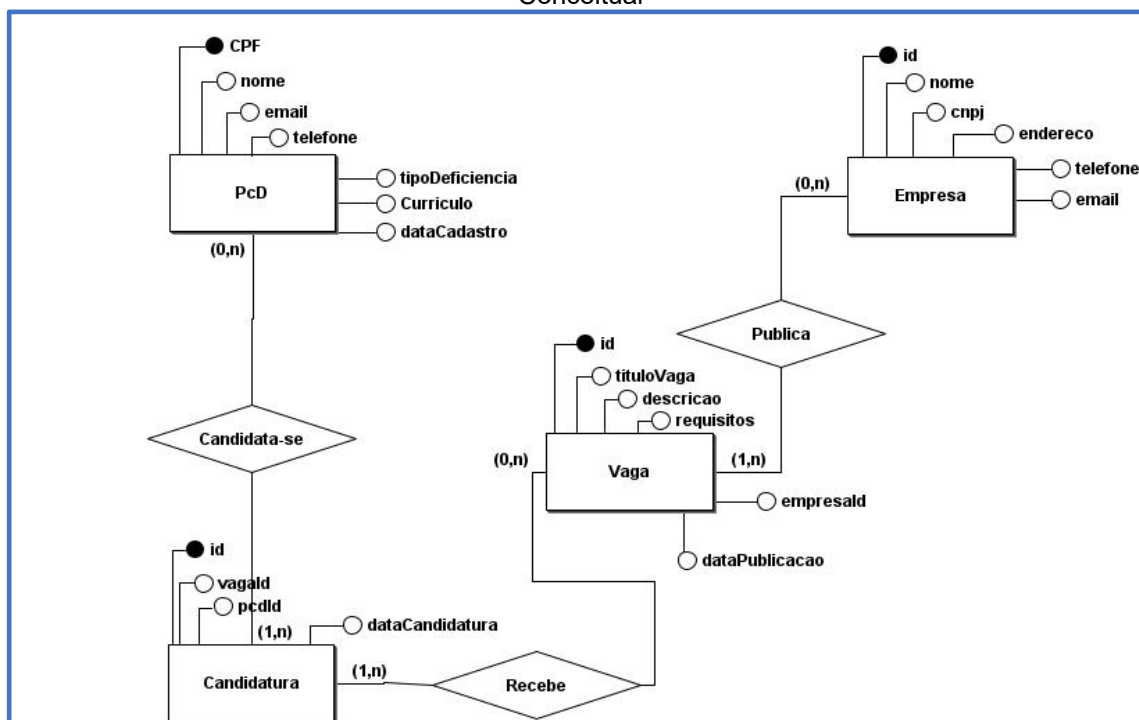 Conceitual
CPF
nome
email
telefone
PcD
tipoDeficiencia
Curriculo
dataCadastro
(0,n)
Candidata-se
id
nome
cnpj
endereco
telefone
email
Empresa
(0,n)
Publica
id
tituloVaga
descricao
requisitos
(0,n)
Vaga
(1,n)
empresaId
dataPublicacao
id
vagaId
pcdId
(1,n)
dataCandidatura
Candidatura
(1,n)
Recebe